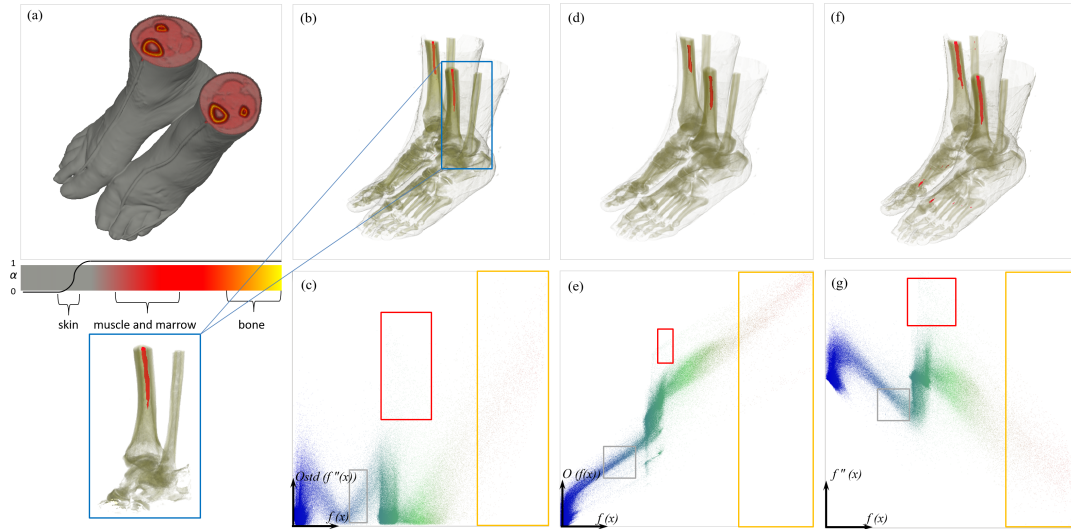 (a)
(b)
(d)
(f)
1
α
0
skin
muscle and marrow
bone
(c)
Ostd (f"(x))
f (x)
(e)
O (f(x))
f (x)
(g)
f" (x)
f (x)